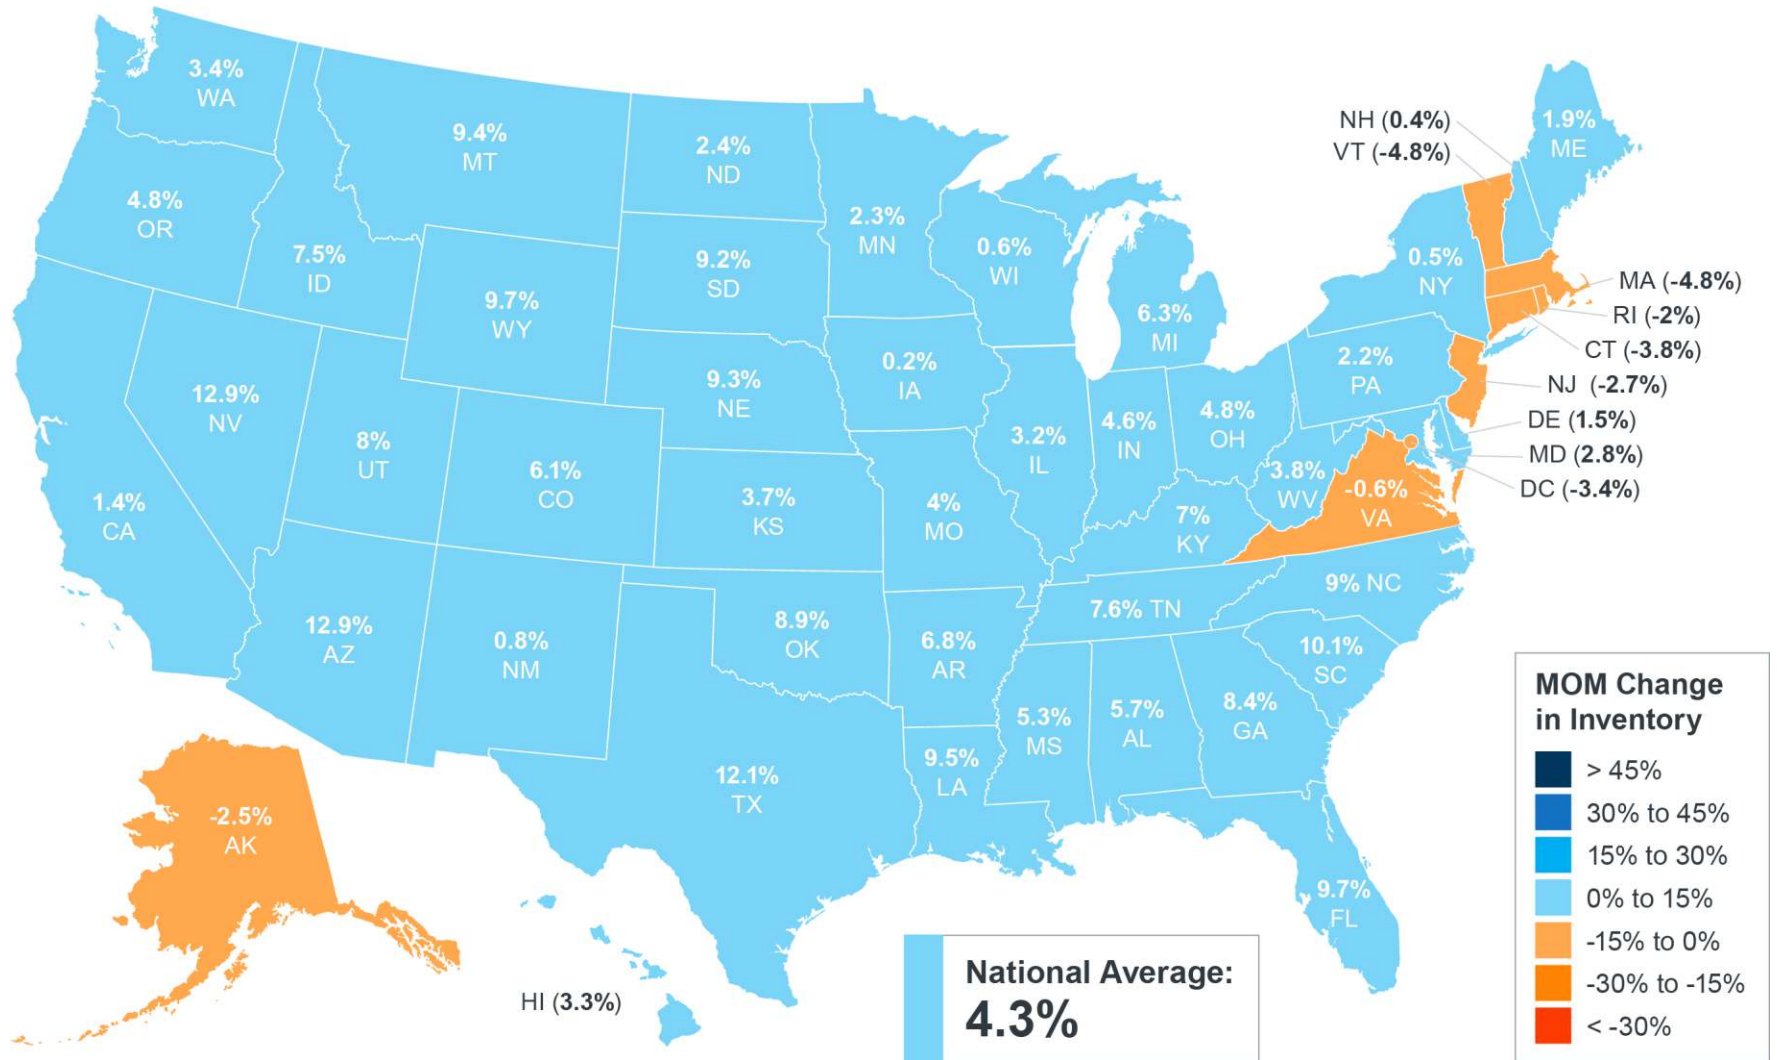 3.4%
WA
9.4%
MT
2.4%
ND
NH (0.4%)
VT (-4.8%)
1.9%
ME
4.8%
OR
7.5%
ID
9.7%
WY
9.2%
SD
2.3%
MN
0.6%
WI
6.3%
MI
0.5%
NY
MA (-4.8%)
RI (-2%)
CT (-3.8%)
NJ (-2.7%)
DE (1.5%)
MD (2.8%)
DC (-3.4%)
12.9%
NV
8%
UT
6.1%
CO
9.3%
NE
0.2%
IA
3.2%
IL
4.6%
IN
4.8%
OH
2.2%
PA
1.4%
CA
3.7%
KS
4%
MO
7%
KY
3.8%
WV
-0.6%
VA
12.9%
AZ
0.8%
NM
8.9%
OK
6.8%
AR
7.6% TN
9% NC
10.1%
SC
12.1%
TX
9.5%
LA
5.3%
MS
5.7%
AL
8.4%
GA
9.7%
FL
-2.5%
AK
HI (3.3%)
National Average:
4.3%
MOM Change
in Inventory
> 45%
30% to 45%
15% to 30%
0% to 15%
-15% to 0%
-30% to -15%
< -30%